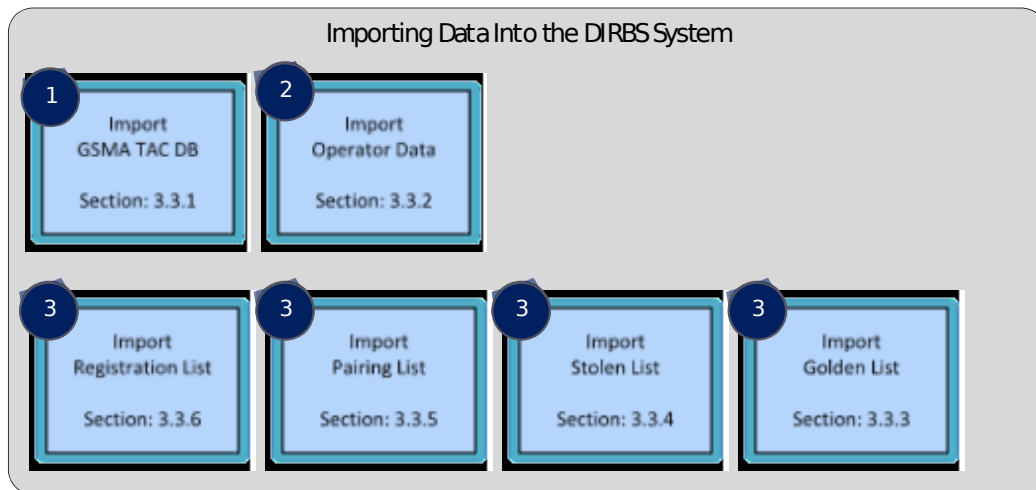 Importing Data Into the DIRBS System
1
Import
GSMA TAC DB
Section: 3.3.1
2
Import
Operator Data
Section: 3.3.2
3
Import
Registration List
Section: 3.3.6
3
Import
Pairing List
Section: 3.3.5
3
Import
Stolen List
Section: 3.3.4
3
Import
Golden List
Section: 3.3.3